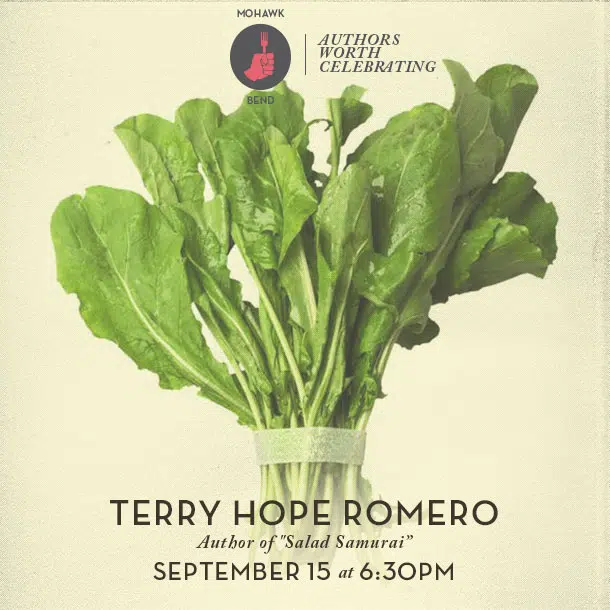 MOHAWK
BEND
AUTHORS
WORTH
CELEBRATING
TERRY HOPE ROMERO
Author of "Salad Samurai”
SEPTEMBER 15 at 6:30PM